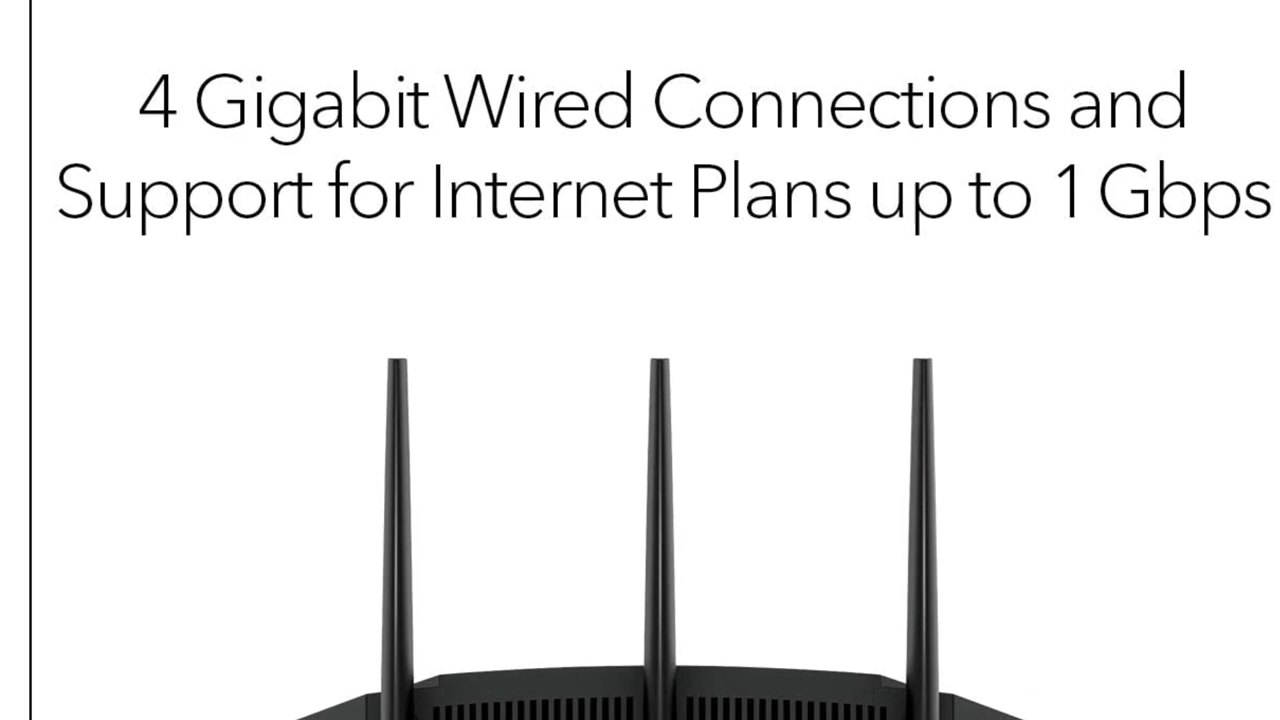 4 Gigabit Wired Connections and
Support for Internet Plans up to 1 Gbps